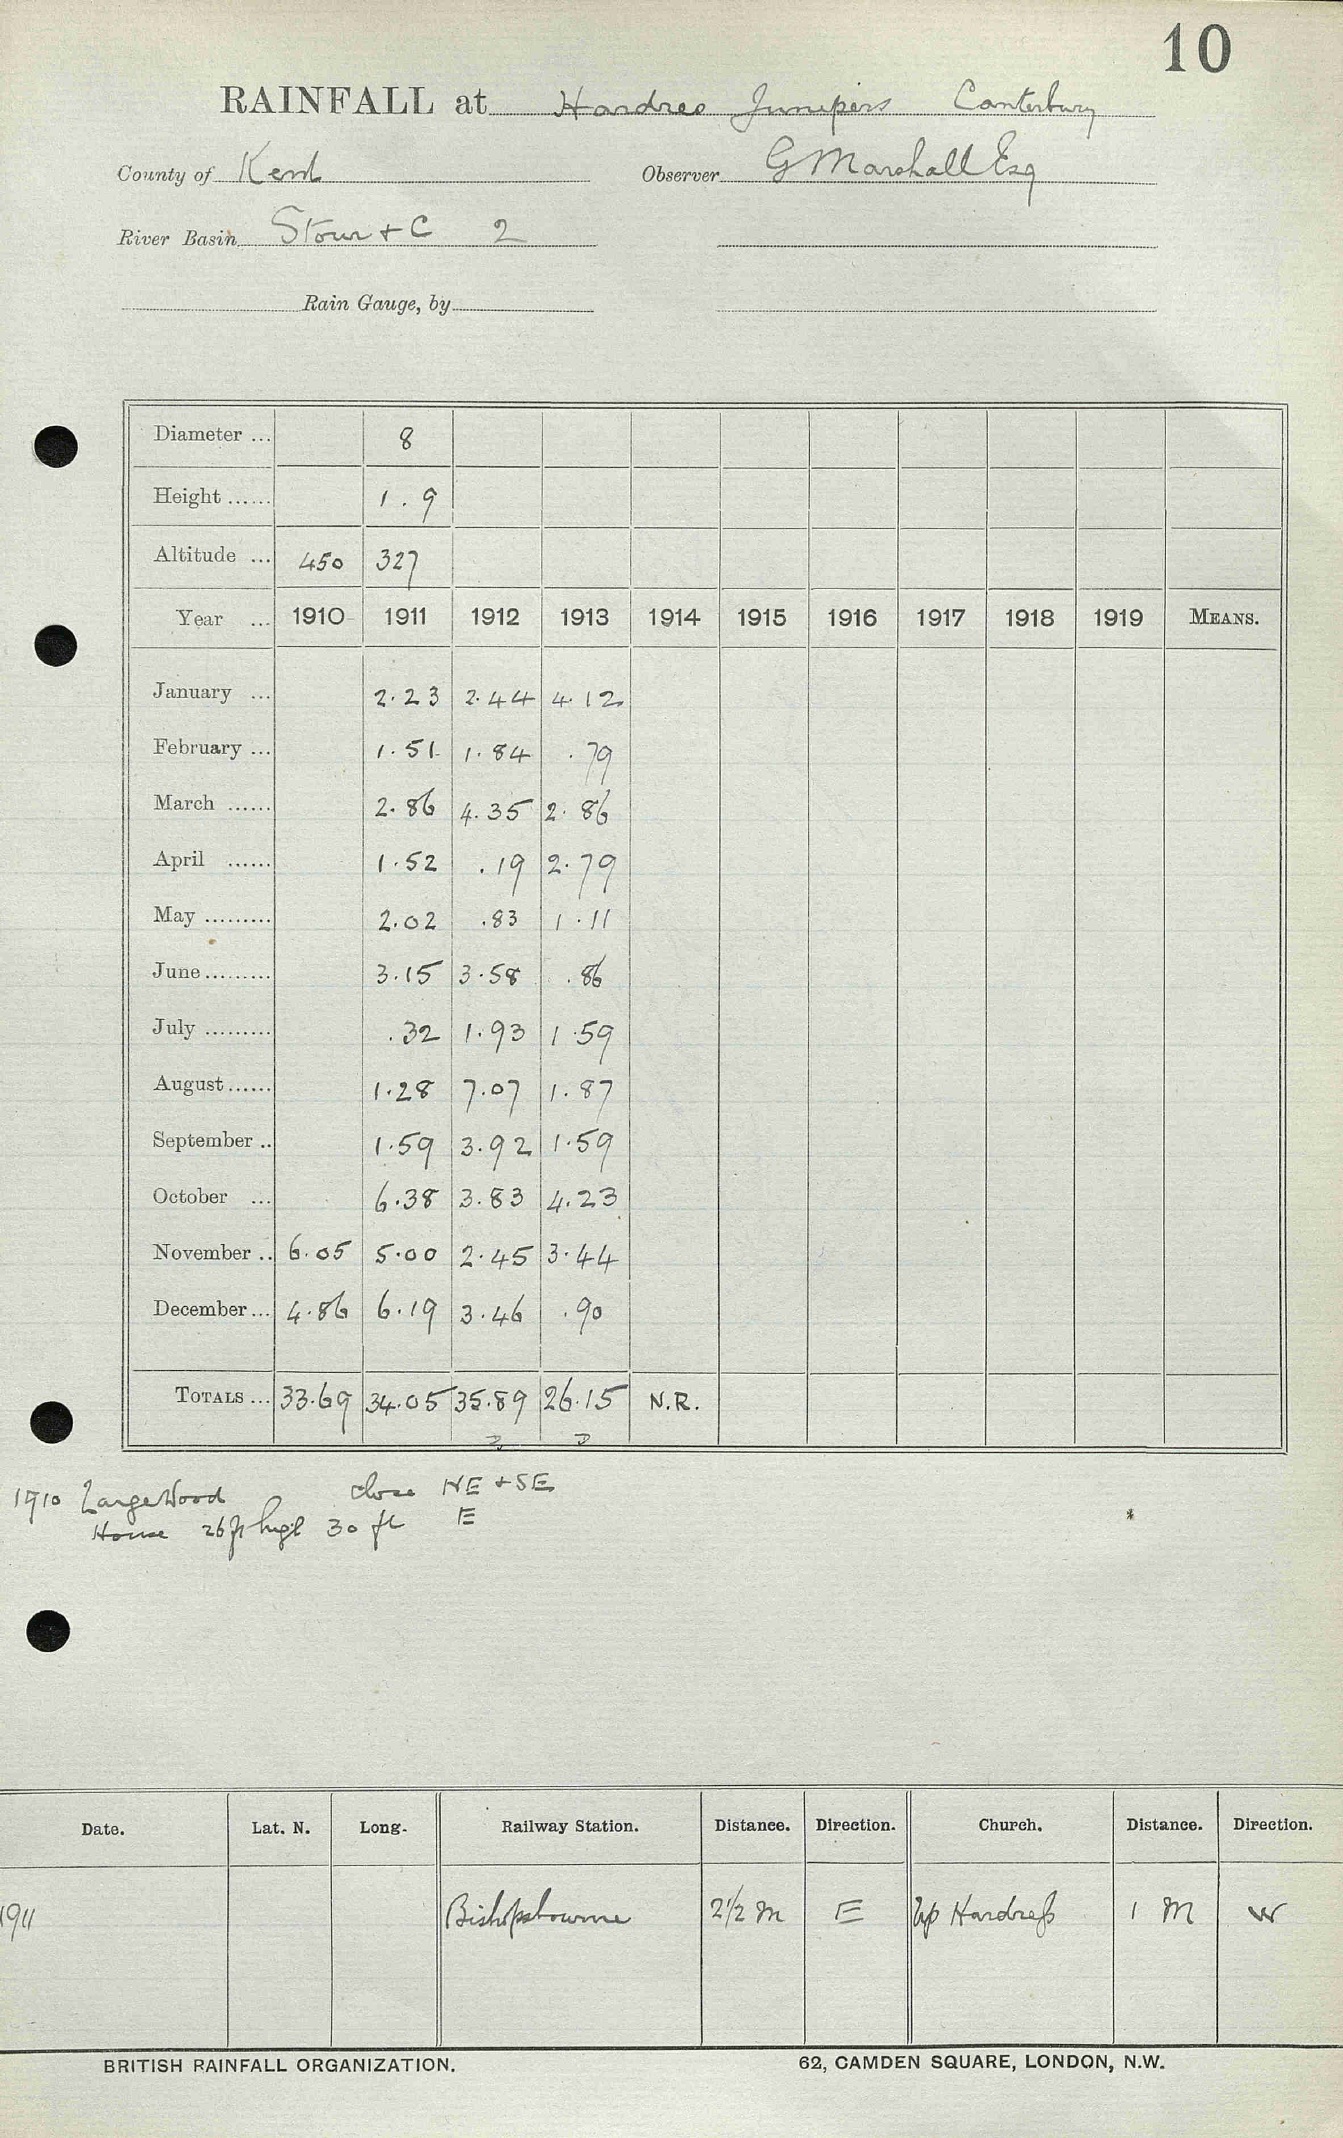 10
RAINFALL at Hardres Junipers Canterbury
County of Kent Observer G Marshall Esq
River Basin Stour + C 2
Rain Gauge, by
Diameter ... 8
Height ...... 1.9
Altitude ... 450 327
Year ... 1910 1911 1912 1913 1914 1915 1916 1917 1918 1919 MEANS.
January ... 2.23 2.44 4.12
February ... 1.51 1.84 .79
March ...... 2.86 4.35 2.86
April ...... 1.52 .19 2.79
May ......... 2.02 .83 1.11
June ......... 3.15 3.58 .86
July ......... .32 1.93 1.59
August ...... 1.28 7.07 1.87
September .. 1.59 3.92 1.59
October ... 6.38 3.83 4.23
November .. 6.05 5.00 2.45 3.44
December ... 4.86 6.19 3.46 .90
TOTALS ... 33.69 34.05 35.89 26.15 N.R.
1910 Large Wood close NE + SE
House 26 ft high 30 ft E
Date. Lat. N. Long. Railway Station. Distance. Direction. Church. Distance. Direction.
1911 Bishopsbourne 2½ M E Up Hardress 1 M W
BRITISH RAINFALL ORGANIZATION. 62, CAMDEN SQUARE, LONDON, N.W.